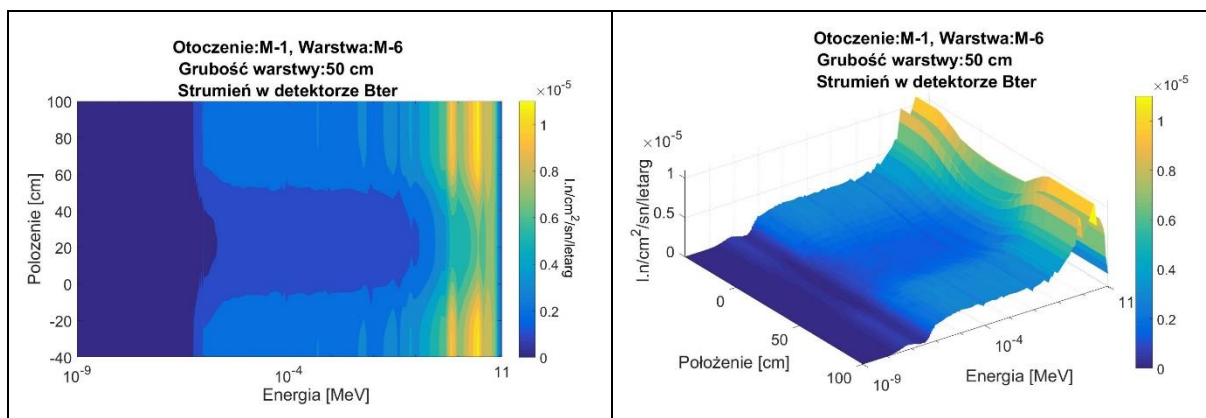 Otoczenie:M-1, Warstwa:M-6
Grubość warstwy:50 cm
Strumień w detektorze Bter
×10⁻⁵
100
80
60
40
20
0
-20
-40
Polozenie [cm]
10⁻⁹
10⁻⁴
11
Energia [MeV]
1
0.8
0.6
0.4
0.2
0
I.n/cm²/sn/letarg
Otoczenie:M-1, Warstwa:M-6
Grubość warstwy:50 cm
Strumień w detektorze Bter
×10⁻⁵
×10⁻⁵
1
0.5
0
I.n/cm²/sn/letarg
0
50
100
Położenie [cm]
10⁻⁹
10⁻⁴
11
Energia [MeV]
1
0.8
0.6
0.4
0.2
0